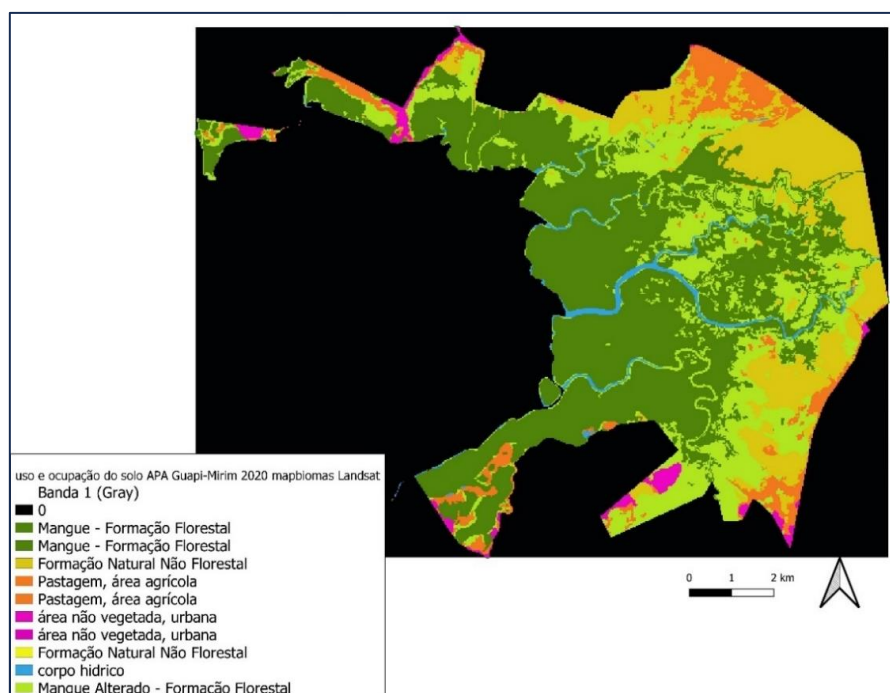 uso e ocupação do solo APA Guapi-Mirim 2020 mapbiomas Landsat
Banda 1 (Gray)
0
Mangue - Formação Florestal
Mangue - Formação Florestal
Formação Natural Não Florestal
Pastagem, área agrícola
Pastagem, área agrícola
área não vegetada, urbana
área não vegetada, urbana
Formação Natural Não Florestal
corpo hidrico
Mangue Alterado - Formação Florestal
0 1 2 km